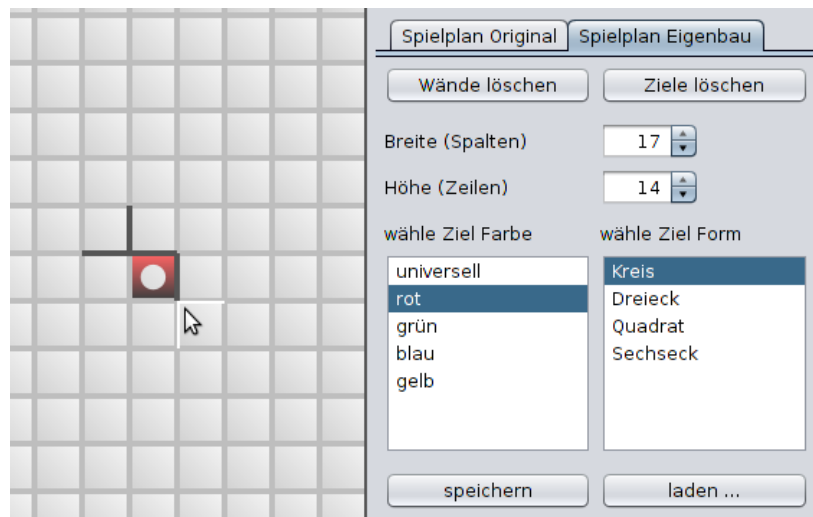 Spielplan Original Spielplan Eigenbau
Wände löschen Ziele löschen
Breite (Spalten) 17
Höhe (Zeilen) 14
wähle Ziel Farbe wähle Ziel Form
universell Kreis
rot Dreieck
grün Quadrat
blau Sechseck
gelb
speichern laden ...